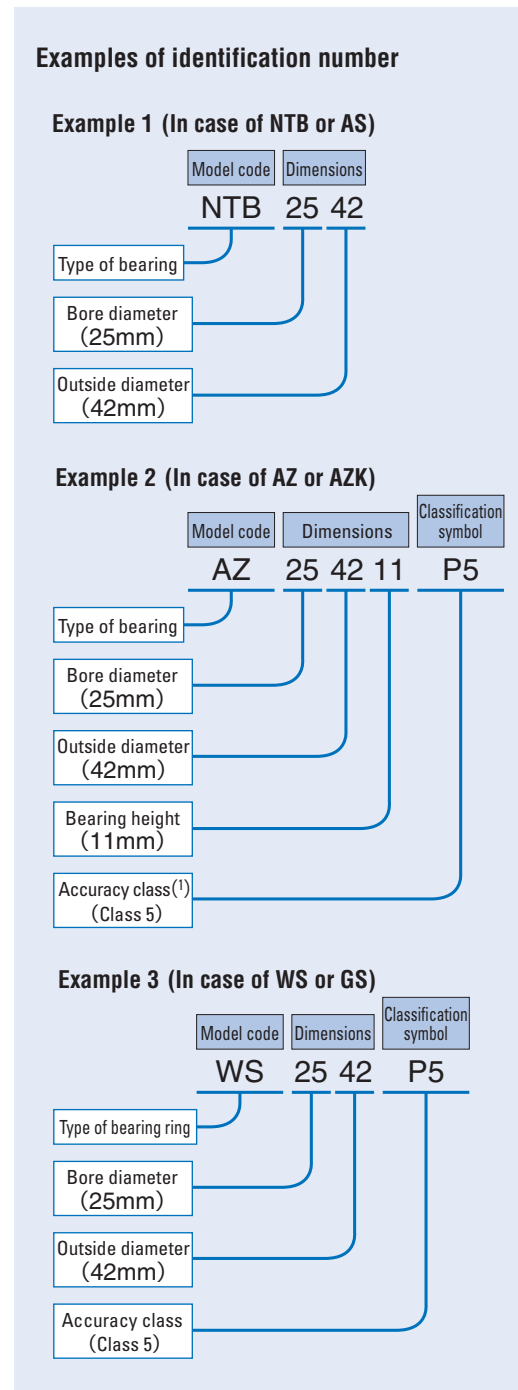 Examples of identification number
Example 1 (In case of NTB or AS)
Model code Dimensions
NTB 25 42
Type of bearing
Bore diameter
（25mm）
Outside diameter
（42mm）
Example 2 (In case of AZ or AZK)
Model code Dimensions Classification
symbol
AZ 25 42 11 P5
Type of bearing
Bore diameter
（25mm）
Outside diameter
（42mm）
Bearing height
（11mm）
Accuracy class(¹)
（Class 5）
Example 3 (In case of WS or GS)
Model code Dimensions Classification
symbol
WS 25 42 P5
Type of bearing ring
Bore diameter
（25mm）
Outside diameter
（42mm）
Accuracy class
（Class 5）